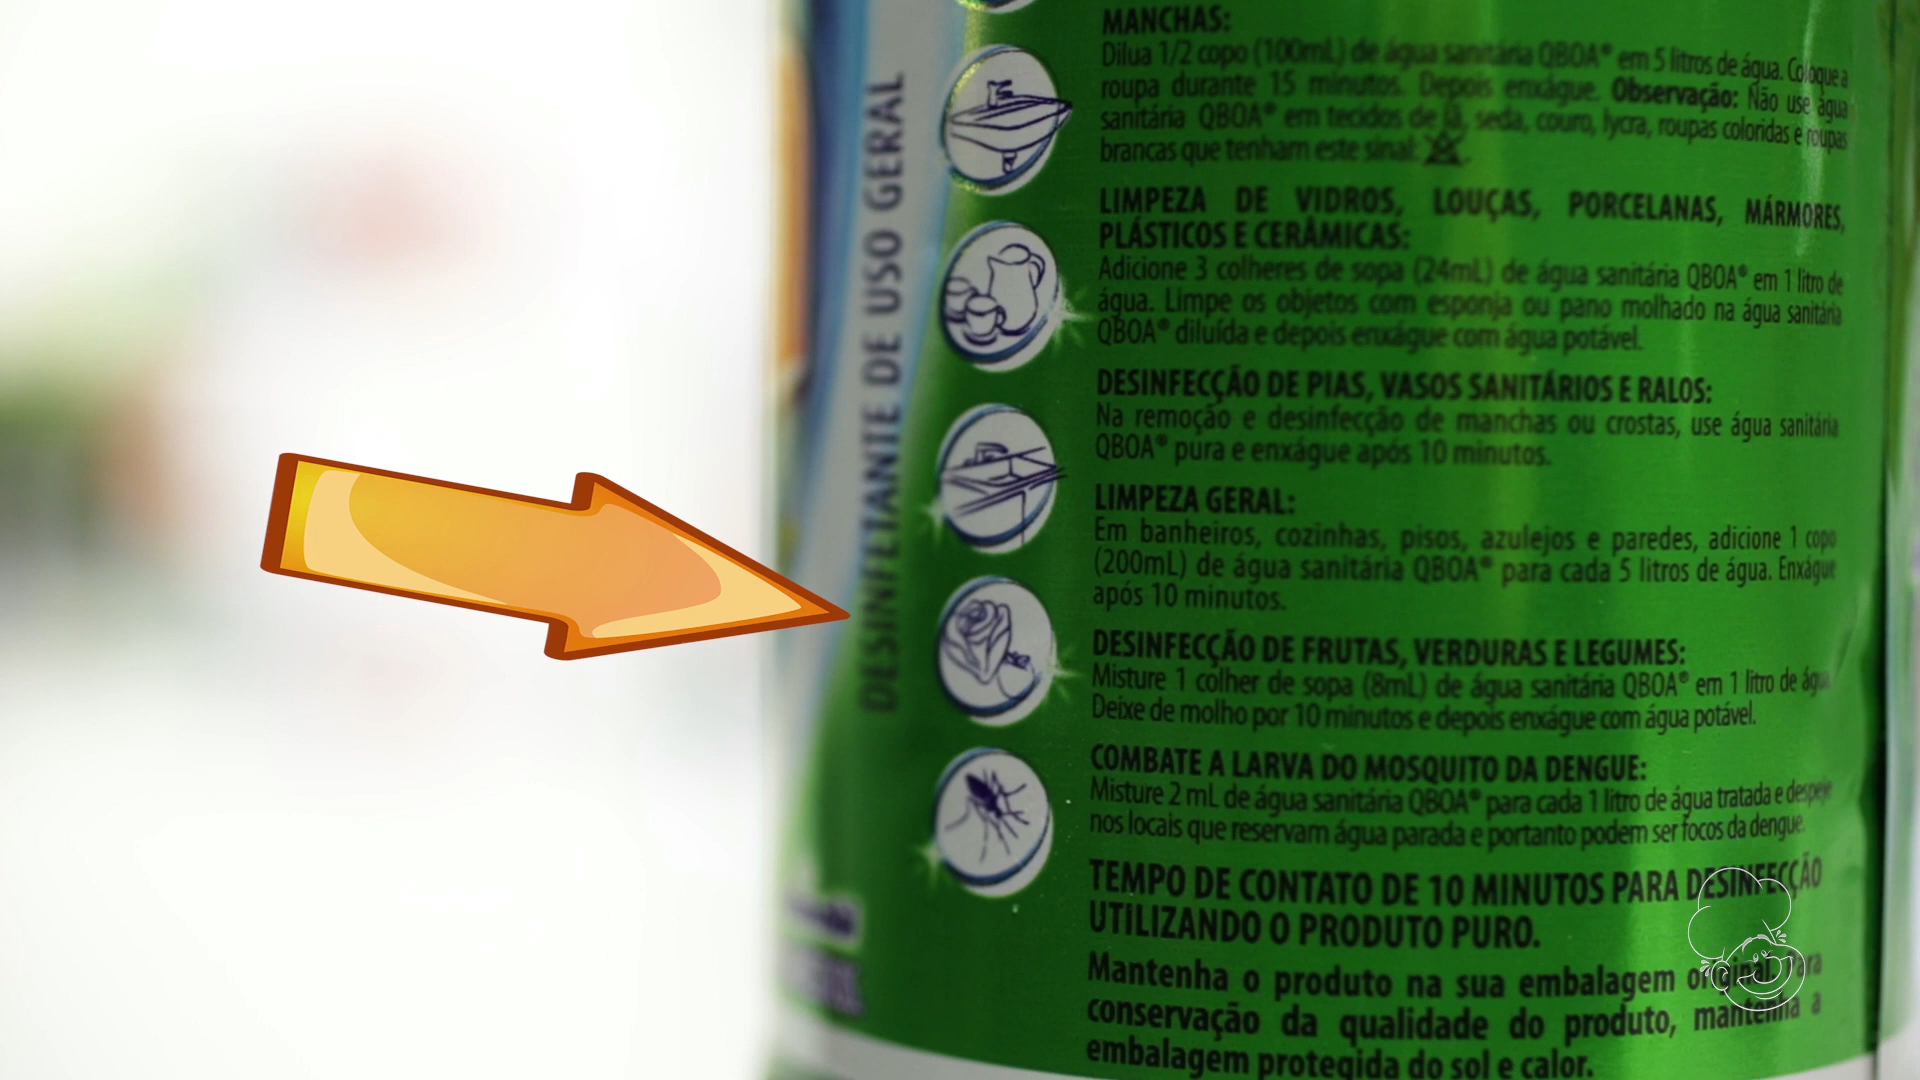 DESINFETANTE DE USO GERAL
MANCHAS:
Dilua 1/2 copo (100mL) de água sanitária QBOA® em 5 litros de água. Coloque a
roupa durante 15 minutos. Depois enxágue. Observação: Não use água
sanitária QBOA® em tecidos de lã, seda, couro, lycra, roupas coloridas e roupas
brancas que tenham este sinal:
LIMPEZA DE VIDROS, LOUÇAS, PORCELANAS, MÁRMORES,
PLÁSTICOS E CERÂMICAS:
Adicione 3 colheres de sopa (24mL) de água sanitária QBOA® em 1 litro de
água. Limpe os objetos com esponja ou pano molhado na água sanitária
QBOA® diluída e depois enxágue com água potável.
DESINFECÇÃO DE PIAS, VASOS SANITÁRIOS E RALOS:
Na remoção e desinfecção de manchas ou crostas, use água sanitária
QBOA® pura e enxágue após 10 minutos.
LIMPEZA GERAL:
Em banheiros, cozinhas, pisos, azulejos e paredes, adicione 1 copo
(200mL) de água sanitária QBOA® para cada 5 litros de água. Enxágue
após 10 minutos.
DESINFECÇÃO DE FRUTAS, VERDURAS E LEGUMES:
Misture 1 colher de sopa (8mL) de água sanitária QBOA® em 1 litro de água.
Deixe de molho por 10 minutos e depois enxágue com água potável.
COMBATE A LARVA DO MOSQUITO DA DENGUE:
Misture 2 mL de água sanitária QBOA® para cada 1 litro de água tratada e despeje
nos locais que reservam água parada e portanto podem ser focos da dengue.
TEMPO DE CONTATO DE 10 MINUTOS PARA DESINFECÇÃO
UTILIZANDO O PRODUTO PURO.
Mantenha o produto na sua embalagem original. Para
conservação da qualidade do produto, mantenha a
embalagem protegida do sol e calor.